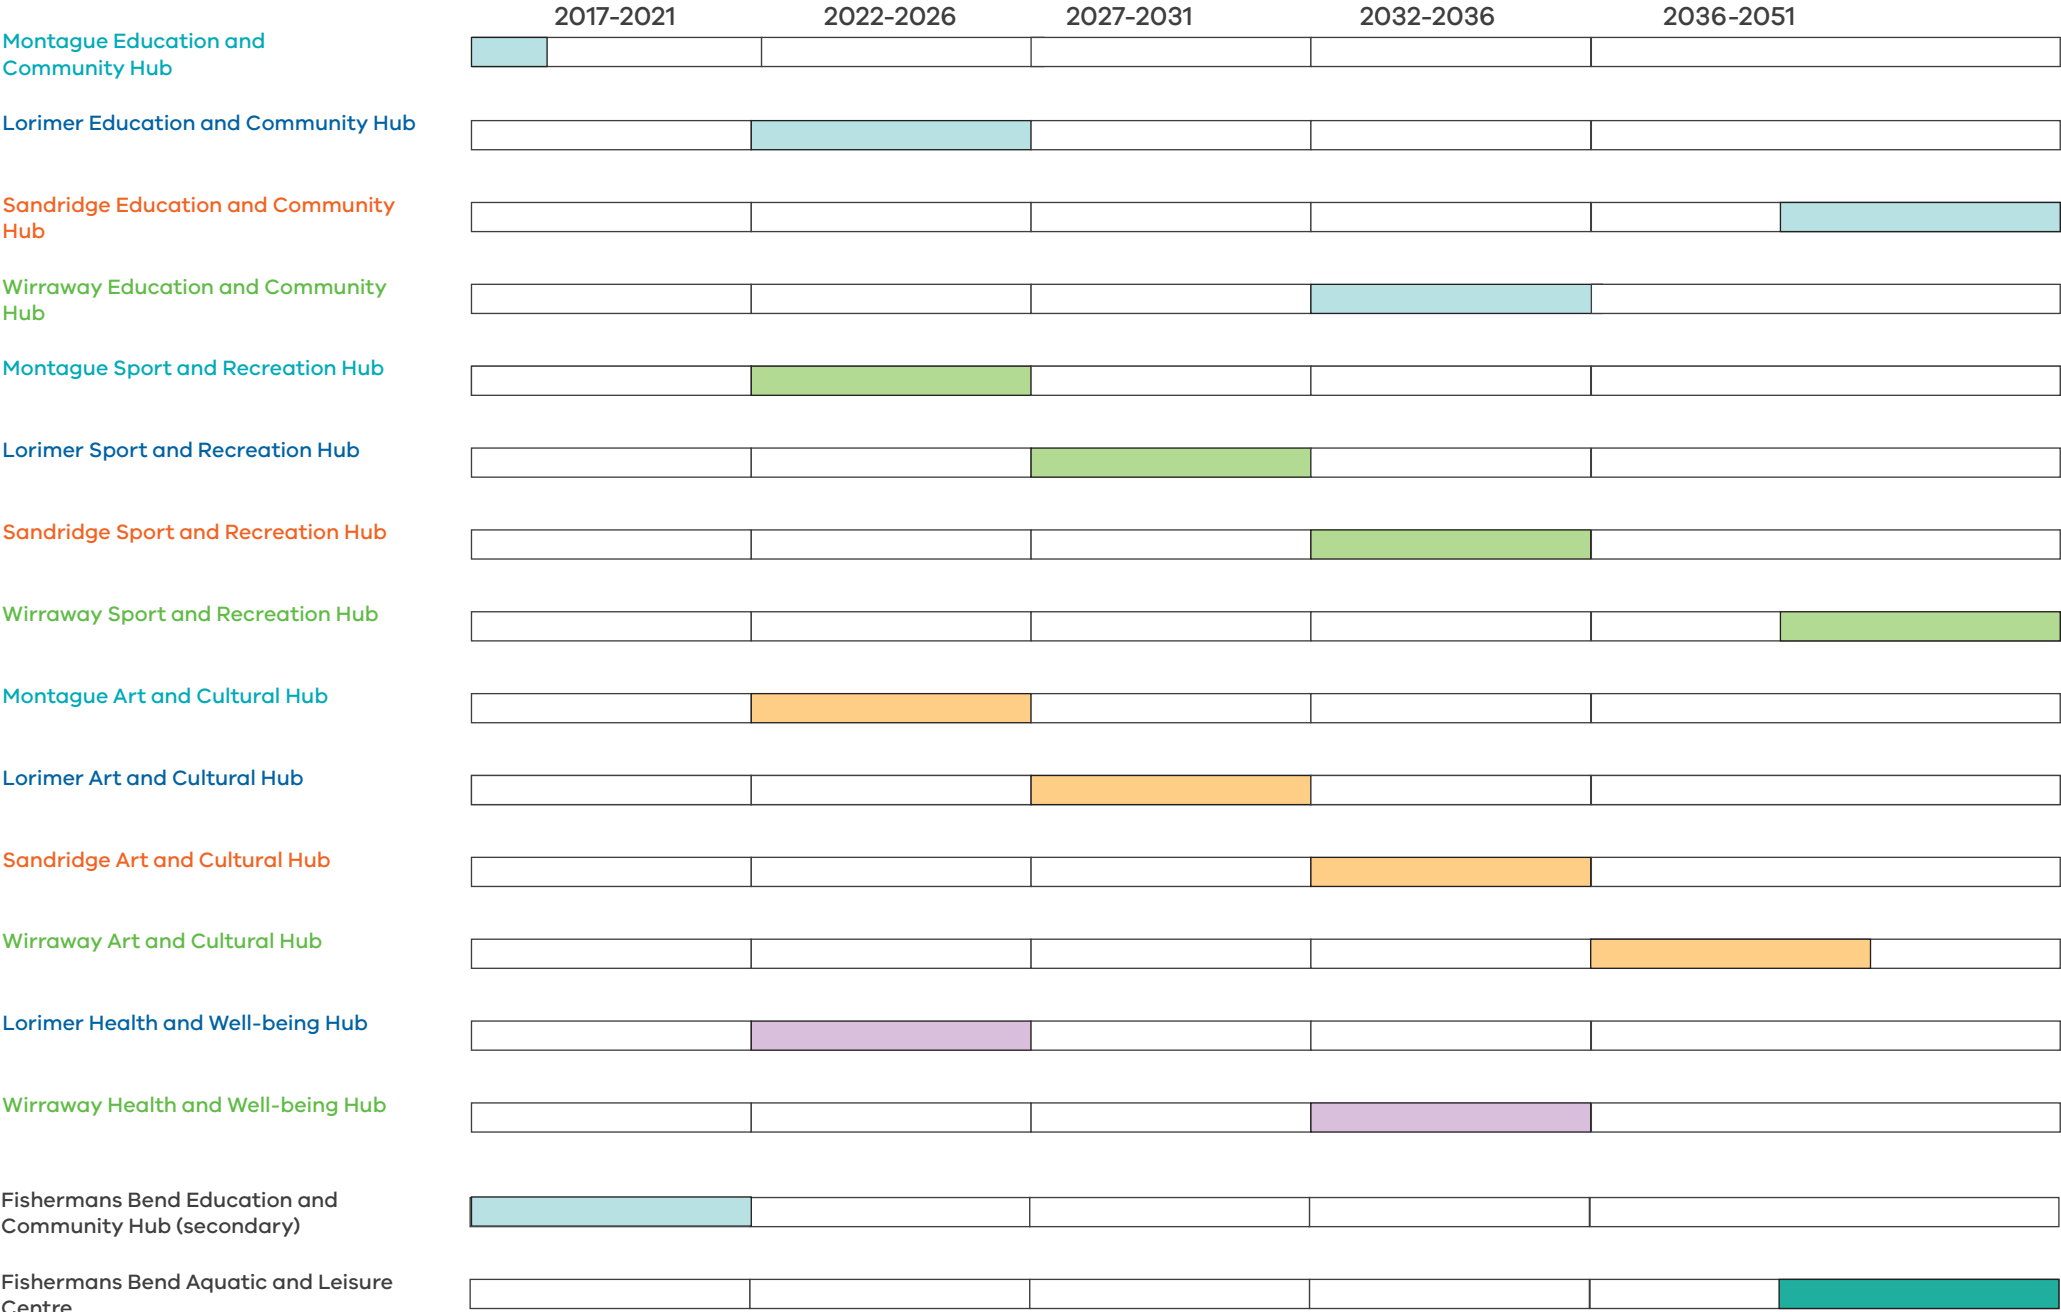 2017-2021 2022-2026 2027-2031 2032-2036 2036-2051
Montague Education and
Community Hub
Lorimer Education and Community Hub
Sandridge Education and Community
Hub
Wirraway Education and Community
Hub
Montague Sport and Recreation Hub
Lorimer Sport and Recreation Hub
Sandridge Sport and Recreation Hub
Wirraway Sport and Recreation Hub
Montague Art and Cultural Hub
Lorimer Art and Cultural Hub
Sandridge Art and Cultural Hub
Wirraway Art and Cultural Hub
Lorimer Health and Well-being Hub
Wirraway Health and Well-being Hub
Fishermans Bend Education and
Community Hub (secondary)
Fishermans Bend Aquatic and Leisure
Centre